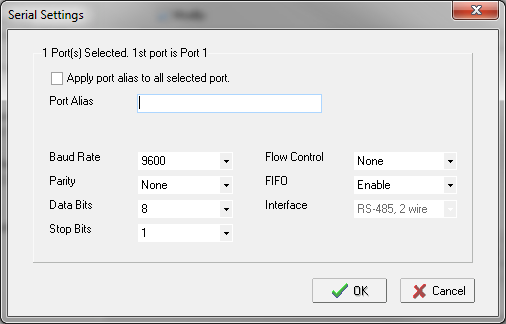 Serial Settings
1 Port(s) Selected. 1st port is Port 1
Apply port alias to all selected port.
Port Alias
Baud Rate 9600 Flow Control None
Parity None FIFO Enable
Data Bits 8 Interface RS-485, 2 wire
Stop Bits 1
OK Cancel